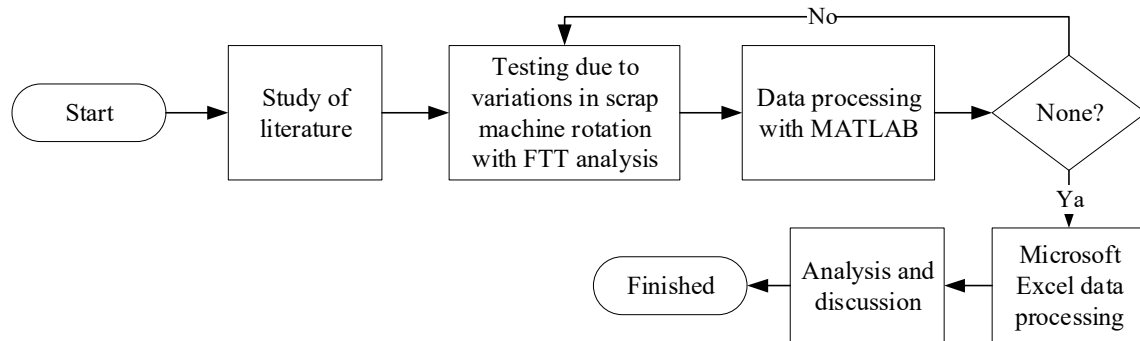 No
Start
Study of
literature
Testing due to
variations in scrap
machine rotation
with FTT analysis
Data processing
with MATLAB
None?
Ya
Microsoft
Excel data
processing
Analysis and
discussion
Finished